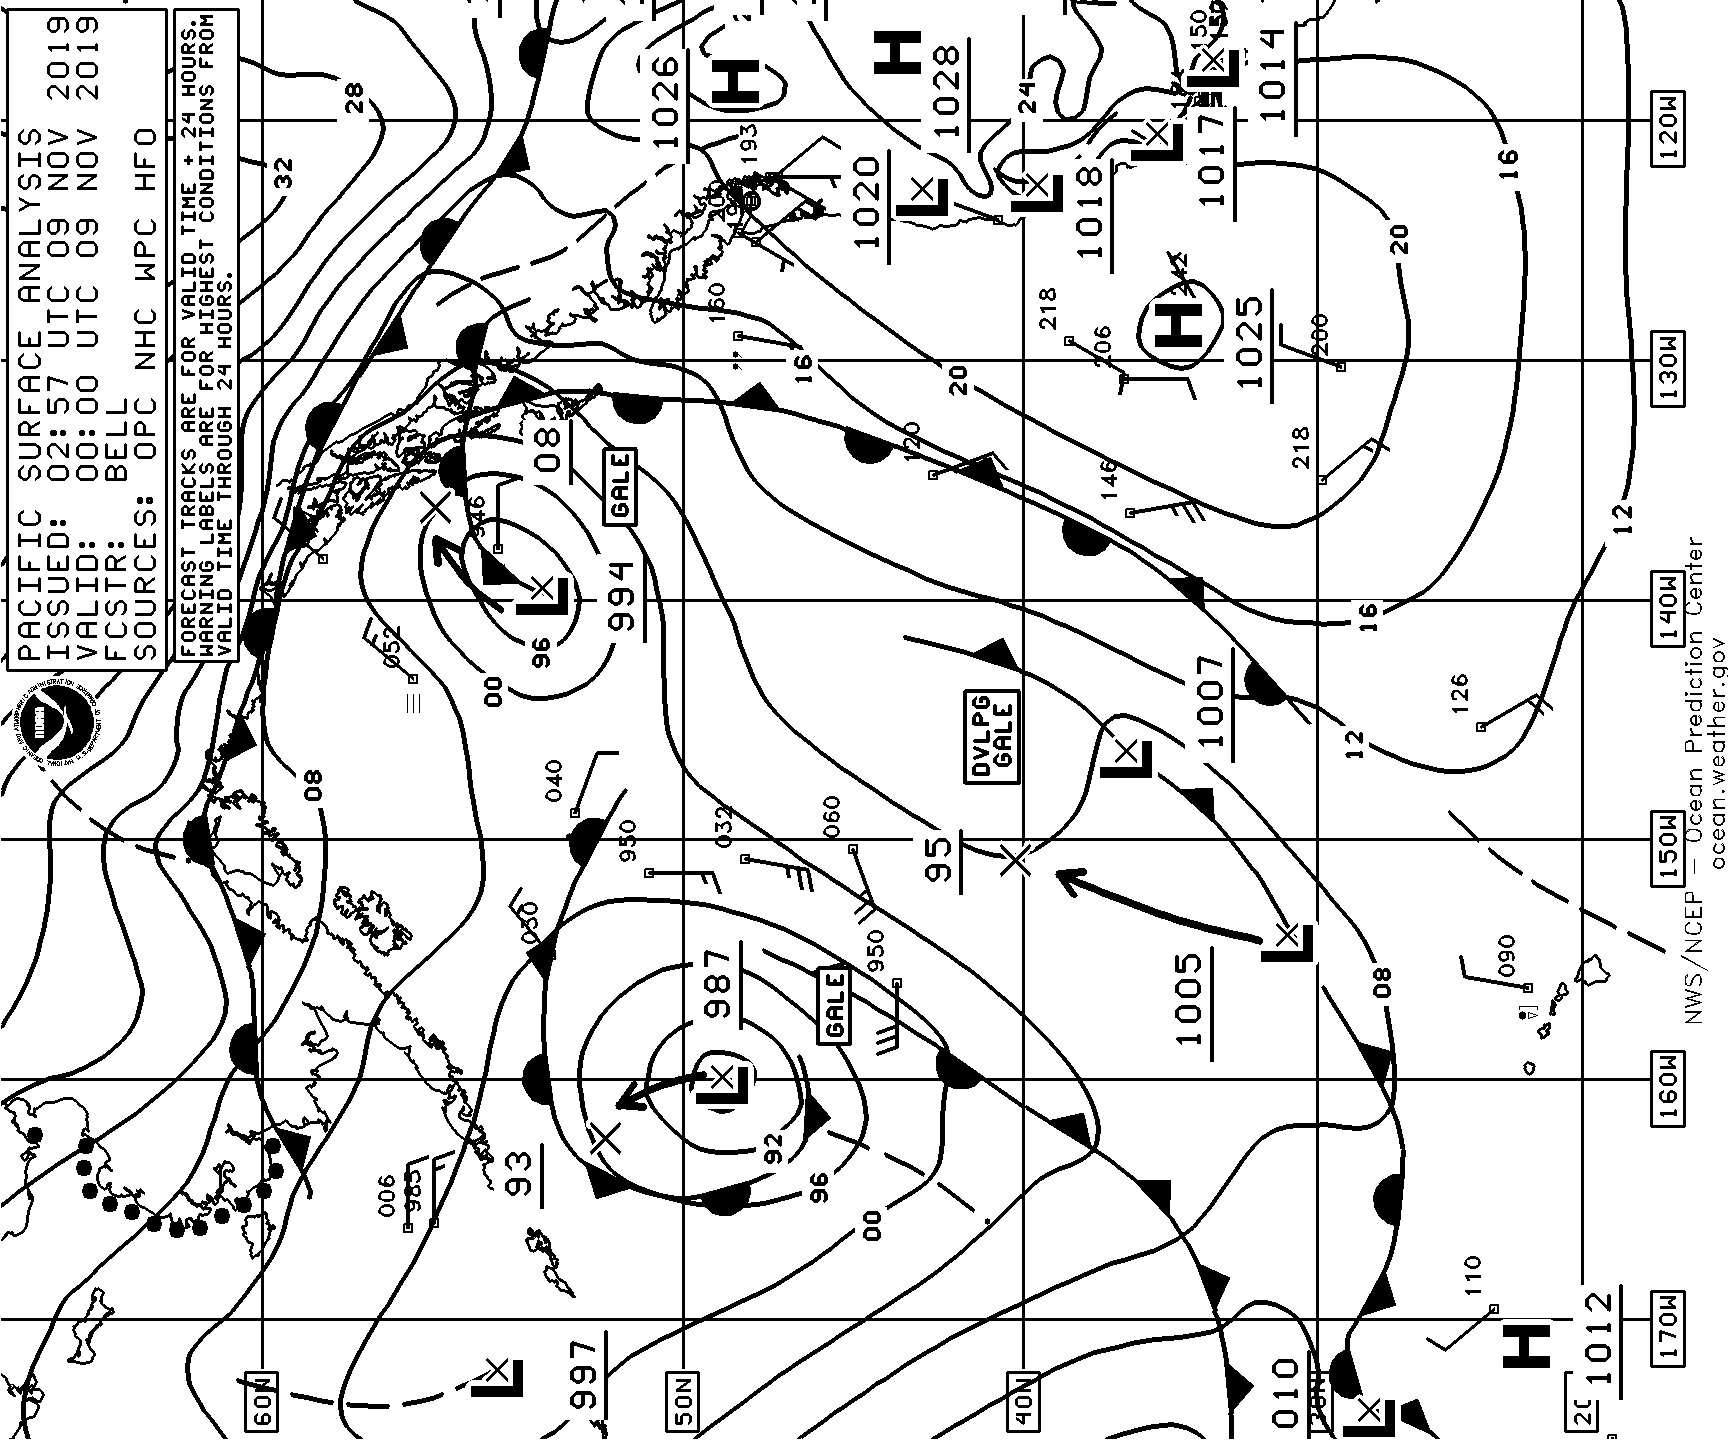 PACIFIC SURFACE ANALYSIS
ISSUED: 02:57 UTC 09 NOV 2019
VALID: 00:00 UTC 09 NOV 2019
FCSTR: BELL
SOURCES: OPC NHC WPC HFO
FORECAST TRACKS ARE FOR VALID TIME + 24 HOURS.
WARNING LABELS ARE FOR HIGHEST CONDITIONS FROM
VALID TIME THROUGH 24 HOURS.
NOAA
28
32
1026
H
193
H
1028
24
150
L
1014
L
1017
1020
L
L
1018
16
120W
20
242
H
1025
218
206
200
160
16
20
130W
08
GALE
946
120
146
218
12
L
994
96
00
052
16
140W
DVLPG
GALE
1007
L
12
126
08
040
950
032
060
95
150W
050
987
GALE
950
L
1005
L
08
090
160W
92
96
00
93
006
985
110
H
1012
170W
997
L
010
L
60N
50N
40N
30N
NWS/NCEP – Ocean Prediction Center
ocean.weather.gov